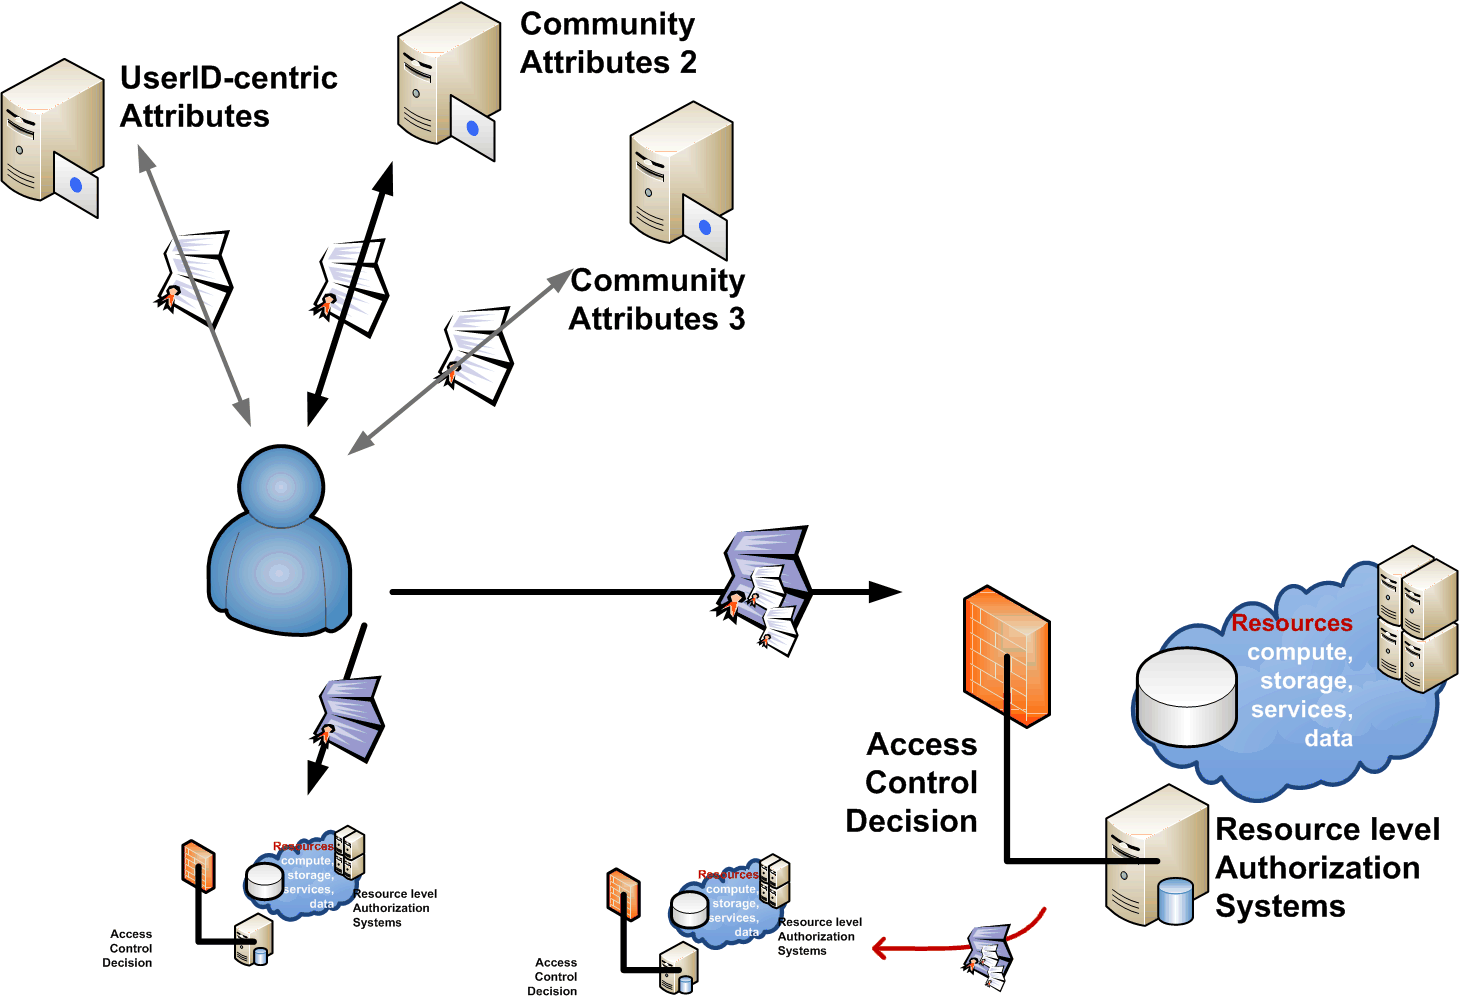 Community
Attributes 2
UserID-centric
Attributes
Community
Attributes 3
Resources
compute,
storage,
services,
data
Access
Control
Decision
Resource level
Authorization
Systems
Resources
compute,
storage,
services,
data
Resource level
Authorization
Systems
Access
Control
Decision
Resources
compute,
storage,
services,
data
Resource level
Authorization
Systems
Access
Control
Decision